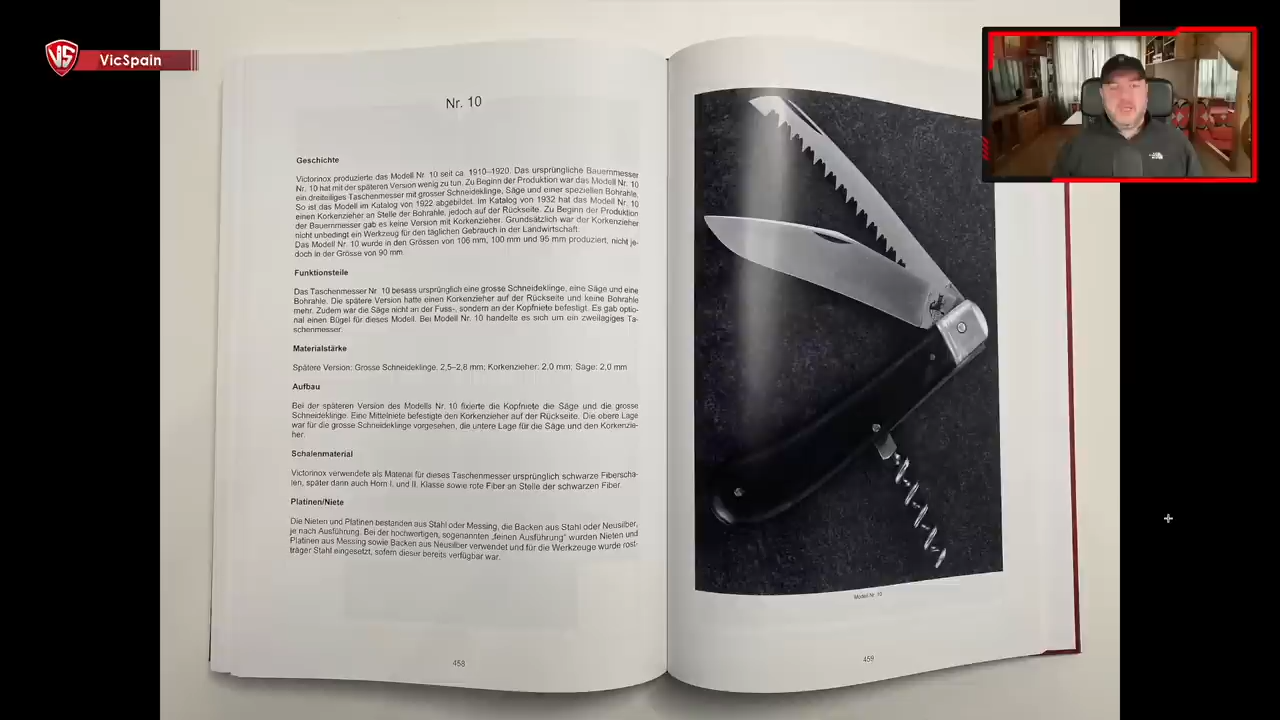 VS
VicSpain
Nr. 10
Geschichte
Victorinox produzierte das Modell Nr. 10 seit ca. 1910–1920. Das ursprüngliche Bauernmesser
Nr. 10 hat mit der späteren Version wenig zu tun. Zu Beginn der Produktion war das Modell Nr. 10
ein dreiteiliges Taschenmesser mit grosser Schneideklinge, Säge und einer speziellen Bohrahle.
So ist das Modell im Katalog von 1922 abgebildet. Im Katalog von 1932 hat das Modell Nr. 10
einen Korkenzieher an Stelle der Bohrahle, jedoch auf der Rückseite. Zu Beginn der Produktion
der Bauernmesser gab es keine Version mit Korkenzieher. Grundsätzlich war der Korkenzieher
nicht unbedingt ein Werkzeug für den täglichen Gebrauch in der Landwirtschaft.
Das Modell Nr. 10 wurde in den Grössen von 106 mm, 100 mm und 95 mm produziert, nicht je-
doch in der Grösse von 90 mm
Funktionsteile
Das Taschenmesser Nr. 10 besass ursprünglich eine grosse Schneideklinge, eine Säge und eine
Bohrahle. Die spätere Version hatte einen Korkenzieher auf der Rückseite und keine Bohrahle
mehr. Zudem war die Säge nicht an der Fuss-, sondern an der Kopfniete befestigt. Es gab optio-
nal einen Bügel für dieses Modell. Bei Modell Nr. 10 handelte es sich um ein zweilagiges Ta-
schenmesser.
Materialstärke
Spätere Version: Grosse Schneideklinge: 2,5–2,8 mm; Korkenzieher: 2,0 mm; Säge: 2,0 mm
Aufbau
Bei der späteren Version des Modells Nr. 10 fixierte die Kopfniete die Säge und die grosse
Schneideklinge. Eine Mittelniete befestigte den Korkenzieher auf der Rückseite. Die obere Lage
war für die grosse Schneideklinge vorgesehen, die untere Lage für die Säge und den Korkenzie-
her.
Schalenmaterial
Victorinox verwendete als Material für dieses Taschenmesser ursprünglich schwarze Fiberscha-
len, später dann auch Horn I. und II. Klasse sowie rote Fiber an Stelle der schwarzen Fiber.
Platinen/Niete
Die Nieten und Platinen bestanden aus Stahl oder Messing, die Backen aus Stahl oder Neusilber,
je nach Ausführung. Bei der hochwertigen, sogenannten „feinen Ausführung" wurden Nieten und
Platinen aus Messing sowie Backen aus Neusilber verwendet und für die Werkzeuge wurde rost-
träger Stahl eingesetzt, sofern dieser bereits verfügbar war.
458
Modell Nr. 10
459